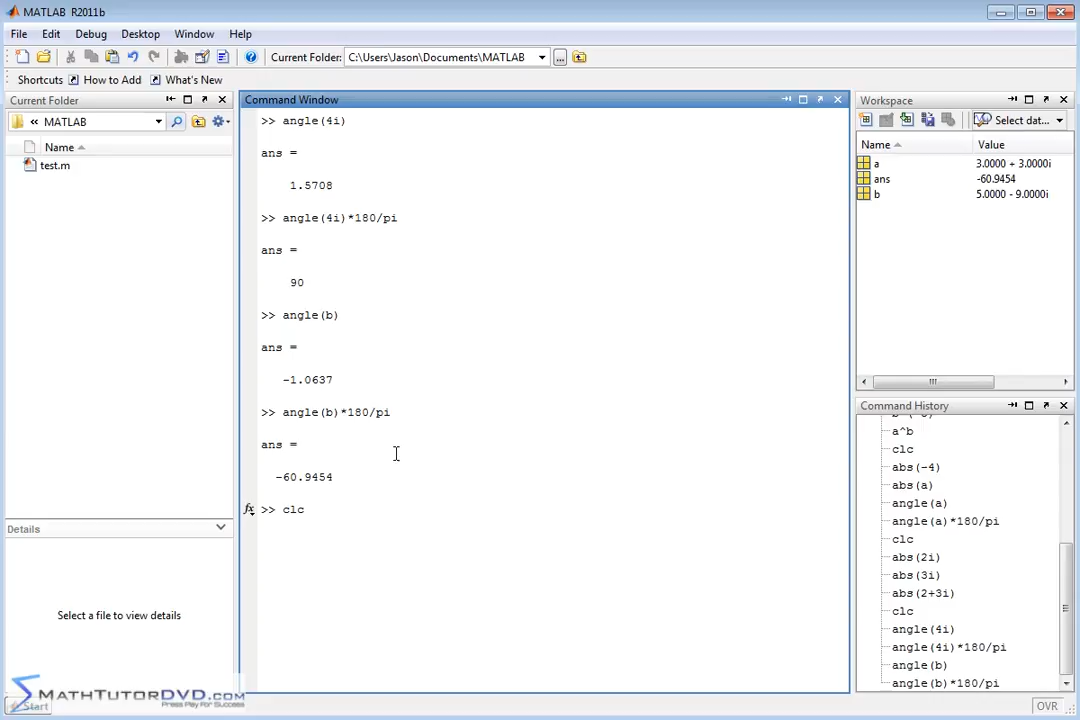 MATLAB R2011b
File Edit Debug Desktop Window Help
Current Folder: C:\Users\Jason\Documents\MATLAB ...
Shortcuts How to Add What's New
Current Folder
« MATLAB
Name
test.m
Details
Select a file to view details
MATHTUTORDVD.COM
Press Pay For Success
Start
Command Window
>> angle(4i)
ans =
1.5708
>> angle(4i)*180/pi
ans =
90
>> angle(b)
ans =
-1.0637
>> angle(b)*180/pi
ans =
-60.9454
fx >> clc
Workspace
Select dat...
Name Value
a 3.0000 + 3.0000i
ans -60.9454
b 5.0000 - 9.0000i
Command History
a^b
clc
abs(-4)
abs(a)
angle(a)
angle(a)*180/pi
clc
abs(2i)
abs(3i)
abs(2+3i)
clc
angle(4i)
angle(4i)*180/pi
angle(b)
angle(b)*180/pi
OVR